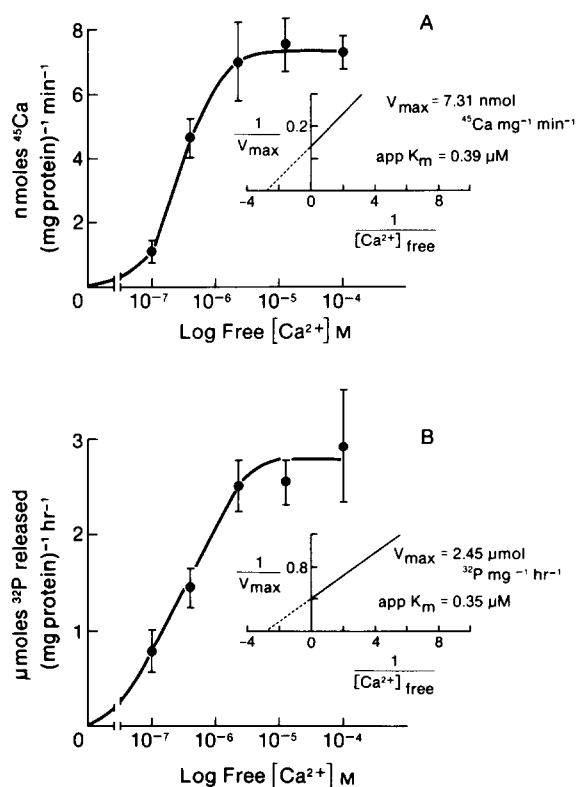 A
nmoles ⁴⁵Ca
(mg protein)⁻¹ min⁻¹
8
6
4
2
0
0
10⁻⁷ 10⁻⁶ 10⁻⁵ 10⁻⁴
Log Free [Ca²⁺] M
1
Vmax
0.2
-4 0 4 8
1
[Ca²⁺] free
Vmax = 7.31 nmol
⁴⁵Ca mg⁻¹ min⁻¹
app Km = 0.39 µM
B
µmoles ³²P released
(mg protein)⁻¹ hr⁻¹
3
2
1
0
0
10⁻⁷ 10⁻⁶ 10⁻⁵ 10⁻⁴
Log Free [Ca²⁺] M
1
Vmax
0.8
-4 0 4 8
1
[Ca²⁺] free
Vmax = 2.45 µmol
³²P mg⁻¹ hr⁻¹
app Km = 0.35 µM